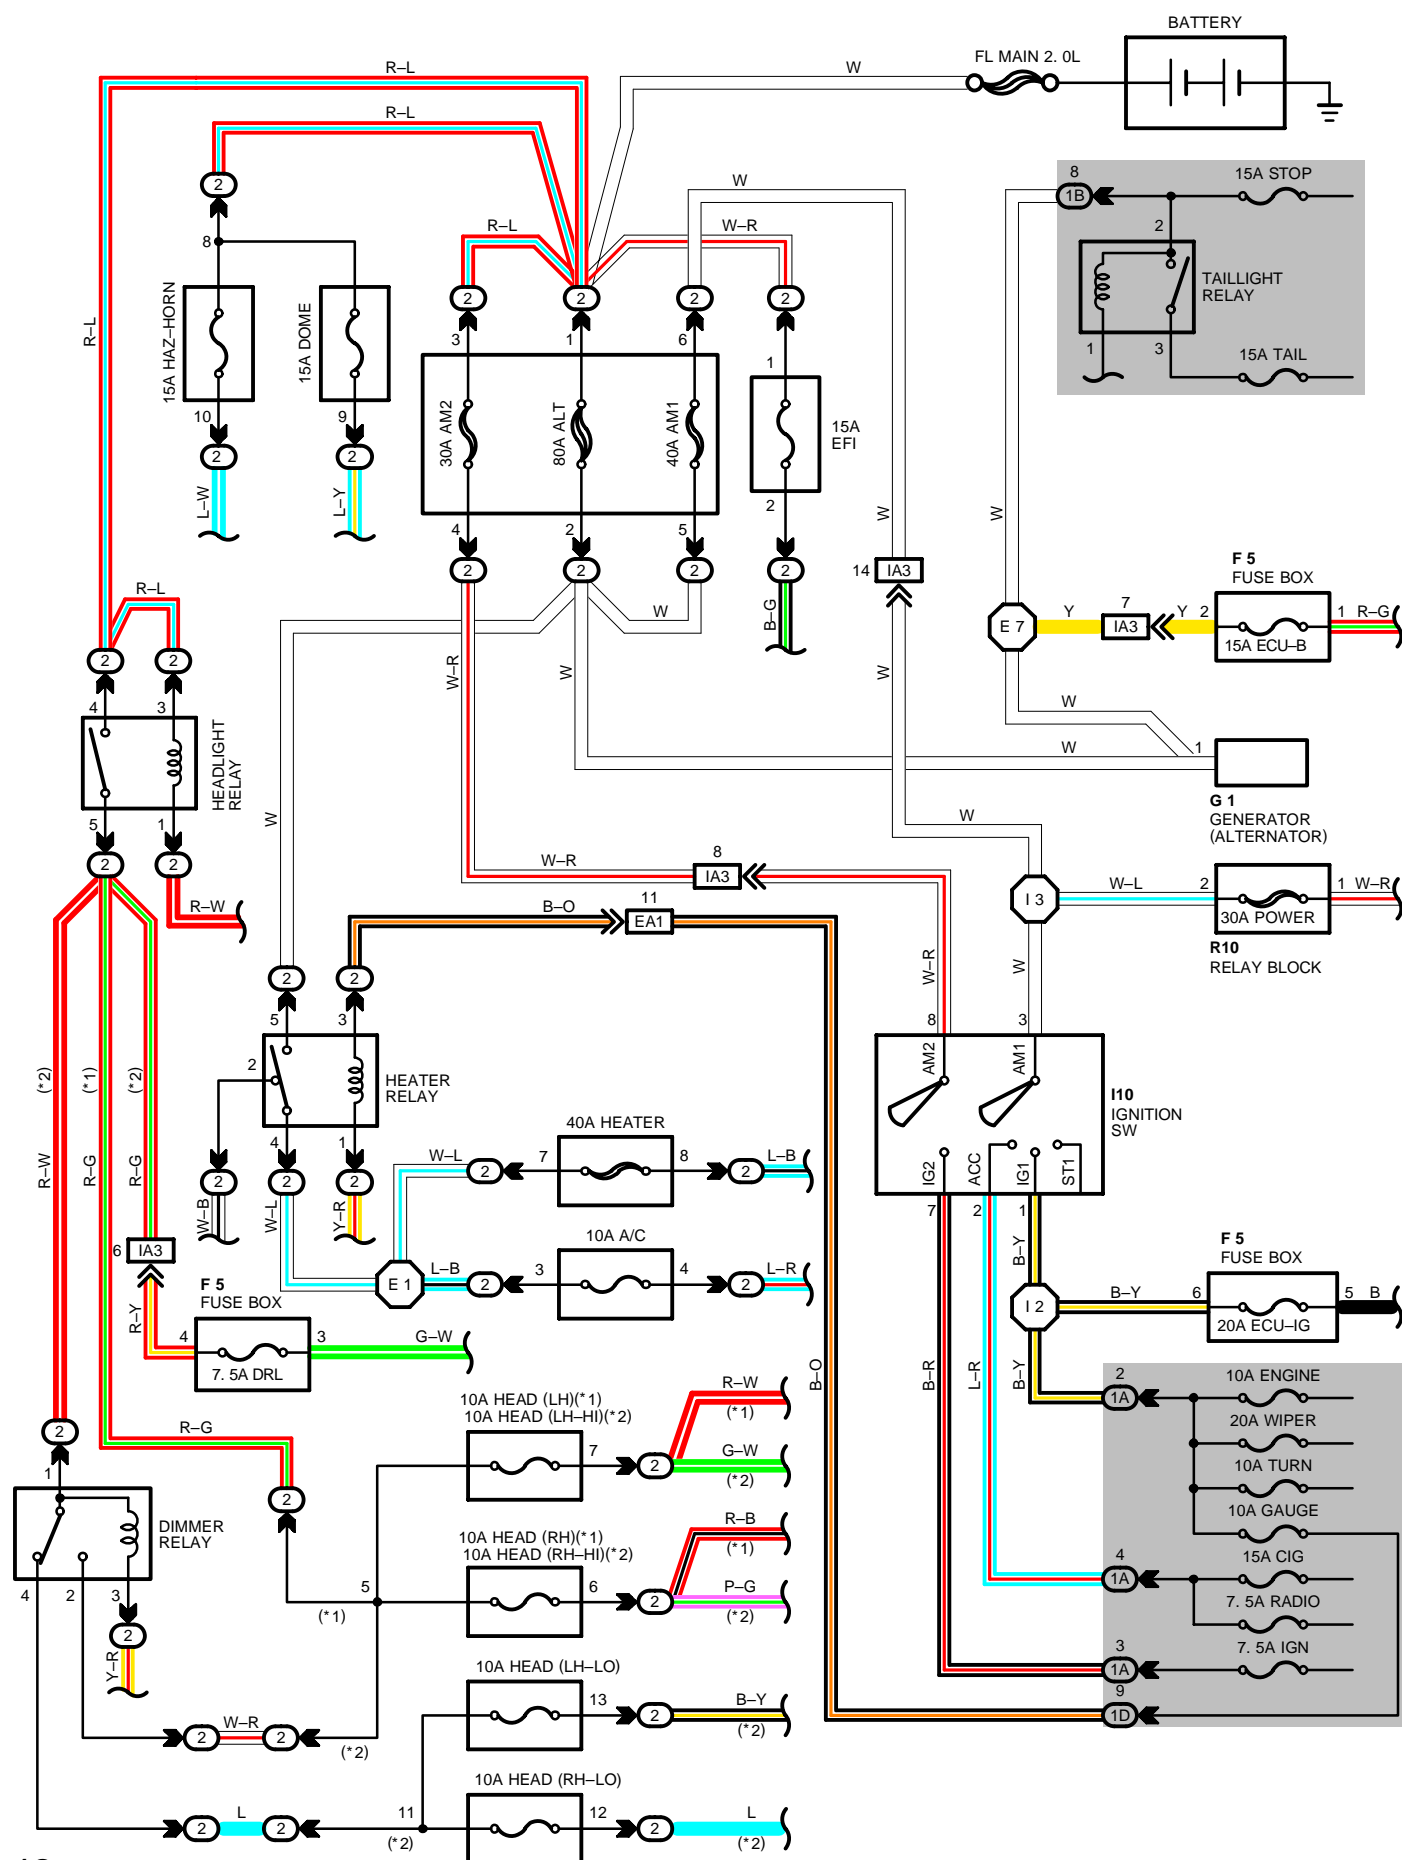 BATTERY
FL MAIN 2. 0L
W
R–L
R–L
2
W
8
1B
15A STOP
2
TAILLIGHT
RELAY
1
3
15A TAIL
R–L
W–R
R–L
8
15A HAZ–HORN
15A DOME
2
2
2
2
3
1
6
1
30A AM2
80A ALT
40A AM1
15A
EFI
10
9
2
2
L–W
L–Y
4
2
5
2
2
2
2
2
W
W
14
IA3
F 5
FUSE BOX
R–L
B–G
W
E 7
Y
7
IA3
Y
2
1
R–G
15A ECU–B
2
2
W–R
W
W
4
3
W
W
1
HEADLIGHT
RELAY
G 1
GENERATOR
(ALTERNATOR)
5
1
W
W
2
2
W–R
8
IA3
I 3
W–L
2
1
W–R
30A POWER
R–W
B–O
11
EA1
R10
RELAY BLOCK
W–R
W
2
2
5
3
8
3
2
HEATER
RELAY
AM2
AM1
I10
IGNITION
SW
(*2)
(*1)
(*2)
4
1
40A HEATER
W–L
2
7
8
2
L–B
IG2
ACC
IG1
ST1
R–W
R–G
R–G
2
2
2
W–B
W–L
Y–R
7
2
1
6
IA3
10A A/C
B–Y
F 5
FUSE BOX
E 1
L–B
2
3
4
2
L–R
F 5
FUSE BOX
I 2
B–Y
6
5
B
20A ECU–IG
R–Y
4
3
G–W
7. 5A DRL
B–O
B–R
L–R
B–Y
2
1A
10A ENGINE
10A HEAD (LH)(*1)
10A HEAD (LH–HI)(*2)
R–W
(*1)
20A WIPER
2
R–G
7
2
G–W
(*2)
10A TURN
1
2
10A GAUGE
DIMMER
RELAY
10A HEAD (RH)(*1)
10A HEAD (RH–HI)(*2)
R–B
(*1)
4
1A
15A CIG
4
2
3
5
(*1)
6
2
P–G
(*2)
7. 5A RADIO
2
Y–R
10A HEAD (LH–LO)
3
1A
7. 5A IGN
13
2
B–Y
(*2)
9
1D
2
W–R
2
(*2)
10A HEAD (RH–LO)
2
L
2
11
(*2)
12
2
L
(*2)